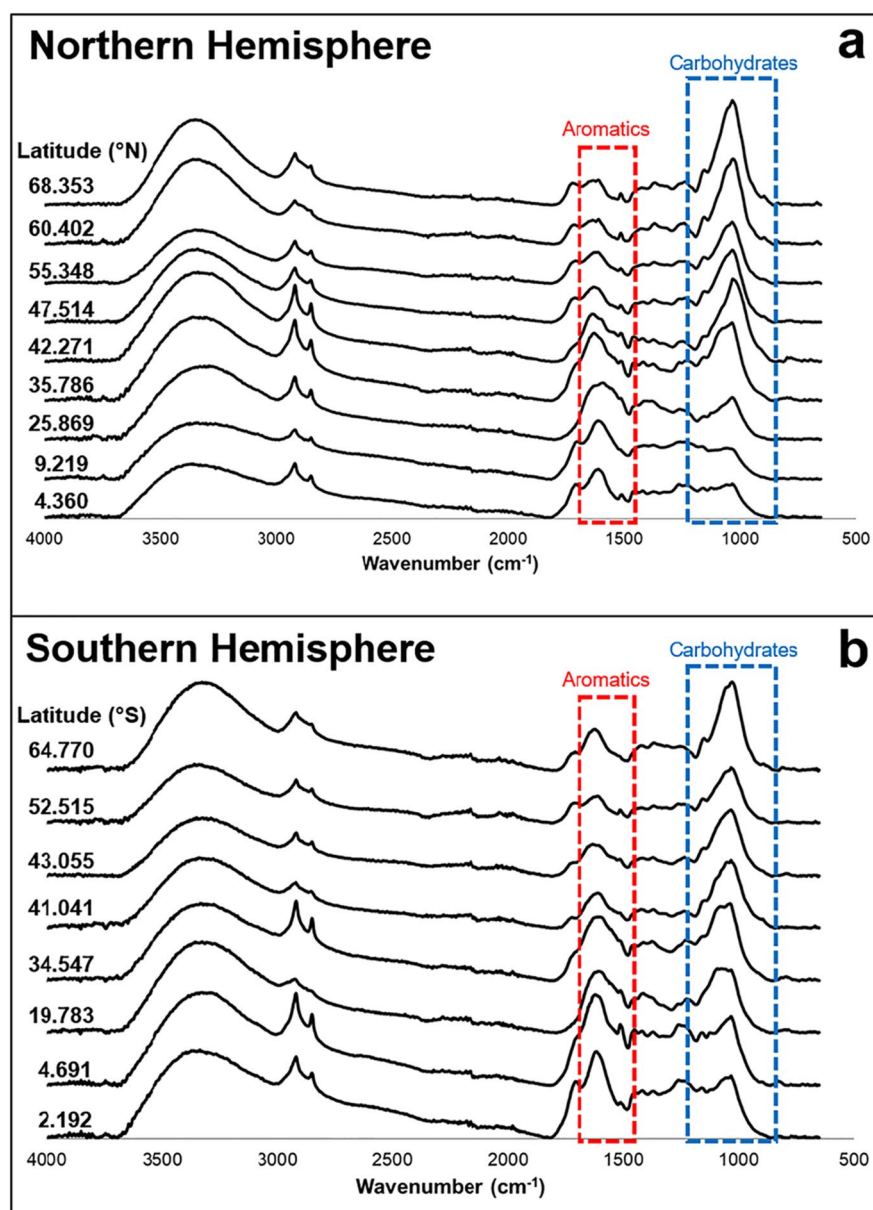 Northern Hemisphere
a
Carbohydrates
Aromatics
Latitude (°N)
68.353
60.402
55.348
47.514
42.271
35.786
25.869
9.219
4.360
4000 3500 3000 2500 2000 1500 1000 500
Wavenumber (cm⁻¹)
Southern Hemisphere
b
Carbohydrates
Aromatics
Latitude (°S)
64.770
52.515
43.055
41.041
34.547
19.783
4.691
2.192
4000 3500 3000 2500 2000 1500 1000 500
Wavenumber (cm⁻¹)